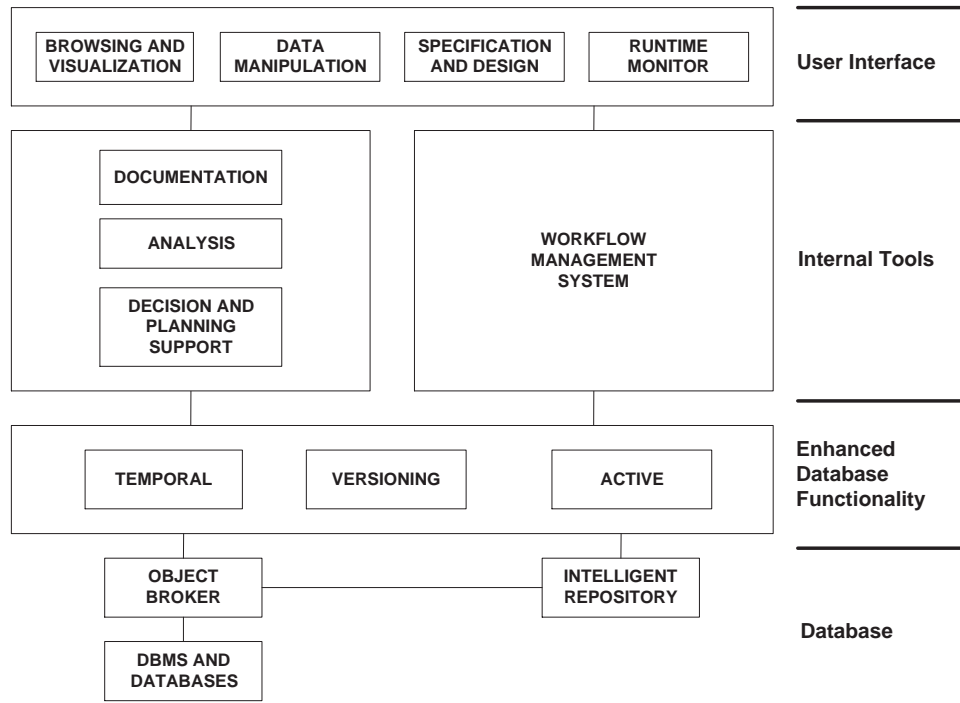 BROWSING AND
VISUALIZATION
DATA
MANIPULATION
SPECIFICATION
AND DESIGN
RUNTIME
MONITOR
User Interface
DOCUMENTATION
ANALYSIS
DECISION AND
PLANNING
SUPPORT
WORKFLOW
MANAGEMENT
SYSTEM
Internal Tools
TEMPORAL
VERSIONING
ACTIVE
Enhanced
Database
Functionality
OBJECT
BROKER
INTELLIGENT
REPOSITORY
DBMS AND
DATABASES
Database